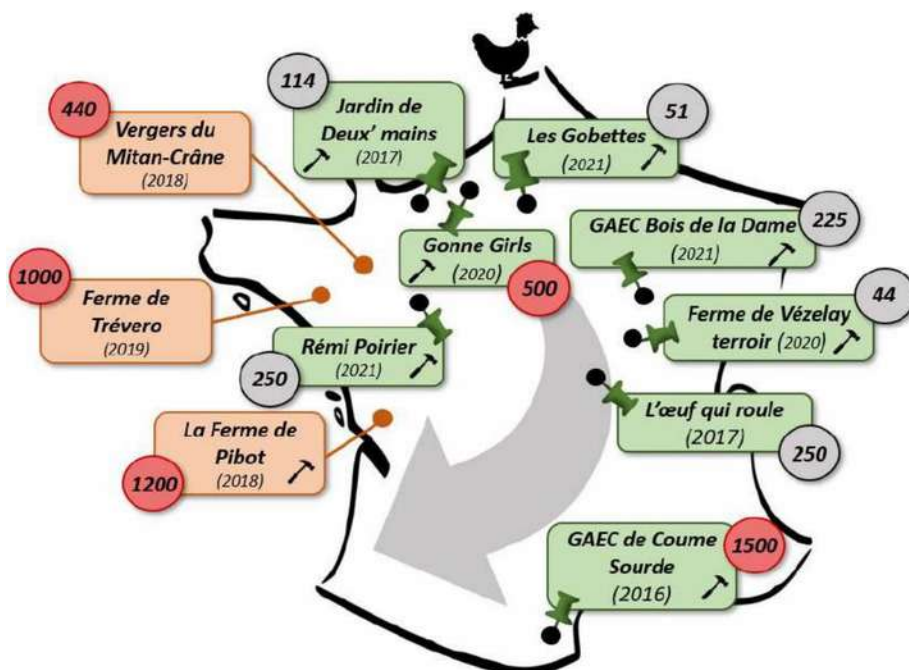 114
Jardin de
Deux' mains
(2017)
51
Les Gobettes
(2021)
440
Vergers du
Mitan-Crâne
(2018)
GAEC Bois de la Dame
(2021)
225
Gonne Girls
(2020)
500
1000
Ferme de
Trévero
(2019)
44
Ferme de Vézelay
terroir (2020)
Rémi Poirier
(2021)
250
L'œuf qui roule
(2017)
250
La Ferme de
Pibot
(2018)
1200
GAEC de Coume
Sourde
(2016)
1500